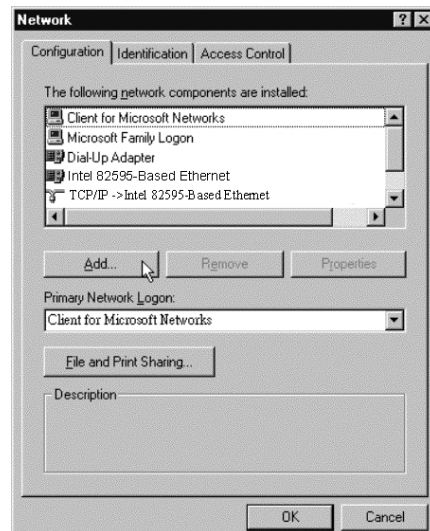 Network
? ×
Configuration Identification Access Control
The following network components are installed:
Client for Microsoft Networks
Microsoft Family Logon
Dial-Up Adapter
Intel 82595-Based Ethernet
TCP/IP ->Intel 82595-Based Ethernet
Add... Remove Properties
Primary Network Logon:
Client for Microsoft Networks
File and Print Sharing...
Description
OK Cancel